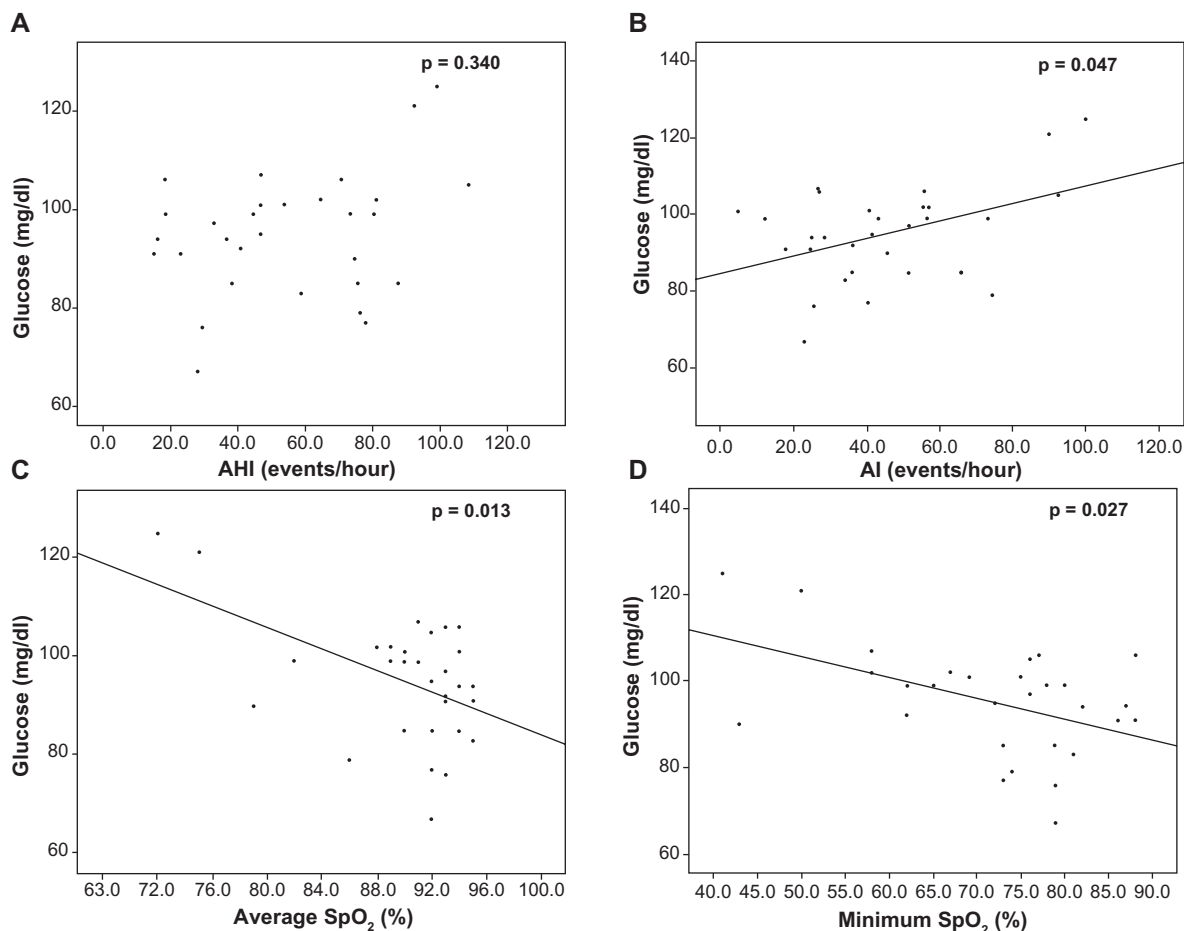 A
p = 0.340
Glucose (mg/dl)
120
100
80
60
0.0 20.0 40.0 60.0 80.0 100.0 120.0
AHI (events/hour)
B
p = 0.047
Glucose (mg/dl)
140
120
100
80
60
0.0 20.0 40.0 60.0 80.0 100.0 120.0
AI (events/hour)
C
p = 0.013
Glucose (mg/dl)
120
100
80
60
63.0 72.0 76.0 80.0 84.0 88.0 92.0 96.0 100.0
Average SpO₂ (%)
D
p = 0.027
Glucose (mg/dl)
140
120
100
80
60
40.0 45.0 50.0 55.0 60.0 65.0 70.0 75.0 80.0 85.0 90.0
Minimum SpO₂ (%)